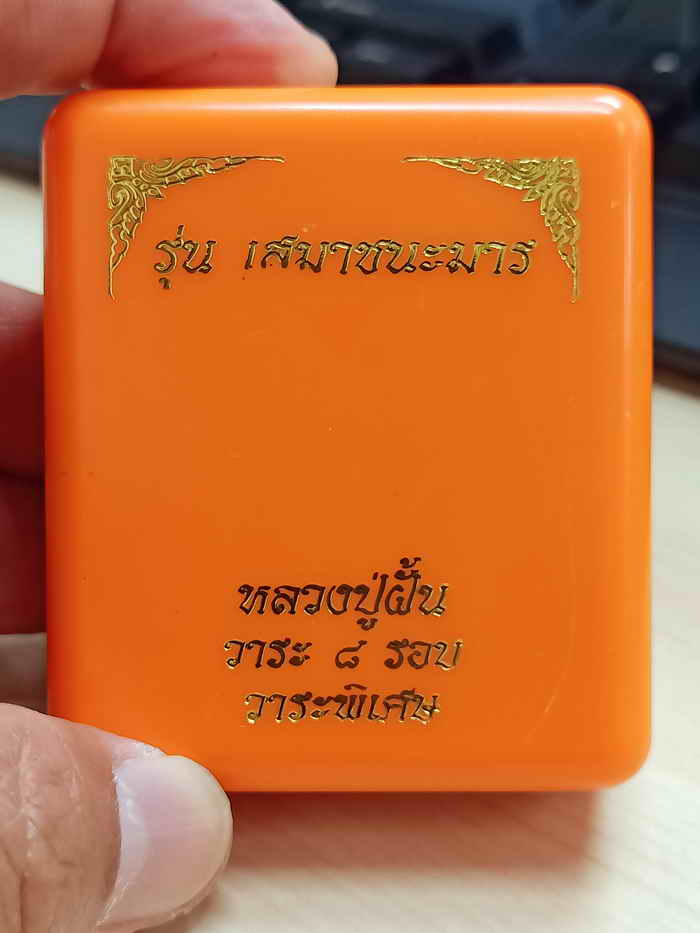 รุ่น เสมาชนะมาร
หลวงปู่ฝั้น
วาระ ๘ รอบ
วาระพิเศษ